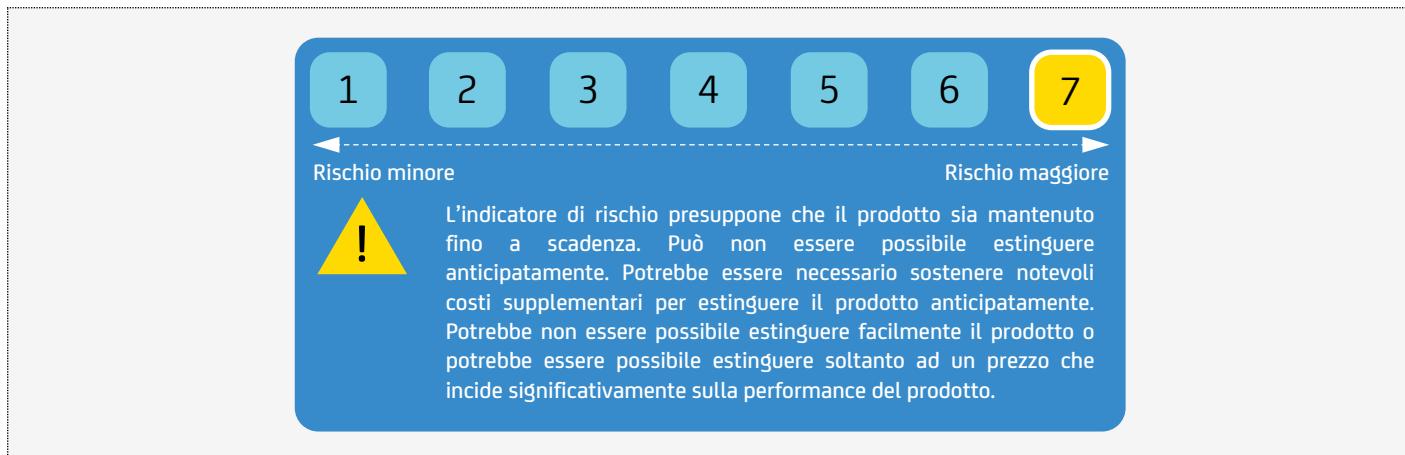 1 2 3 4 5 6 7
Rischio minore Rischio maggiore
!
L’indicatore di rischio presuppone che il prodotto sia mantenuto
fino a scadenza. Può non essere possibile estinguere
anticipatamente. Potrebbe essere necessario sostenere notevoli
costi supplementari per estinguere il prodotto anticipatamente.
Potrebbe non essere possibile estinguere facilmente il prodotto o
potrebbe essere possibile estinguere soltanto ad un prezzo che
incide significativamente sulla performance del prodotto.